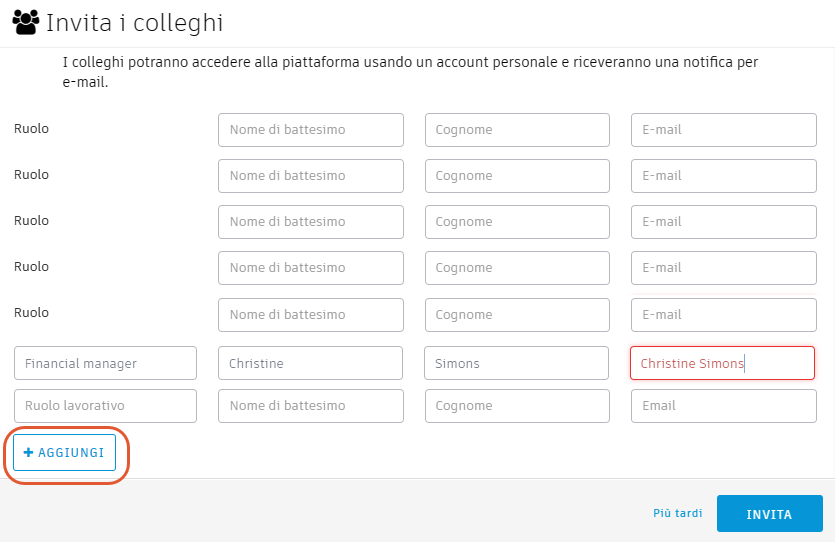 Invita i colleghi
I colleghi potranno accedere alla piattaforma usando un account personale e riceveranno una notifica per
e-mail.
Ruolo Nome di battesimo Cognome E-mail
Ruolo Nome di battesimo Cognome E-mail
Ruolo Nome di battesimo Cognome E-mail
Ruolo Nome di battesimo Cognome E-mail
Ruolo Nome di battesimo Cognome E-mail
Financial manager Christine Simons Christine Simons
Ruolo lavorativo Nome di battesimo Cognome Email
+ AGGIUNGI
Più tardi INVITA